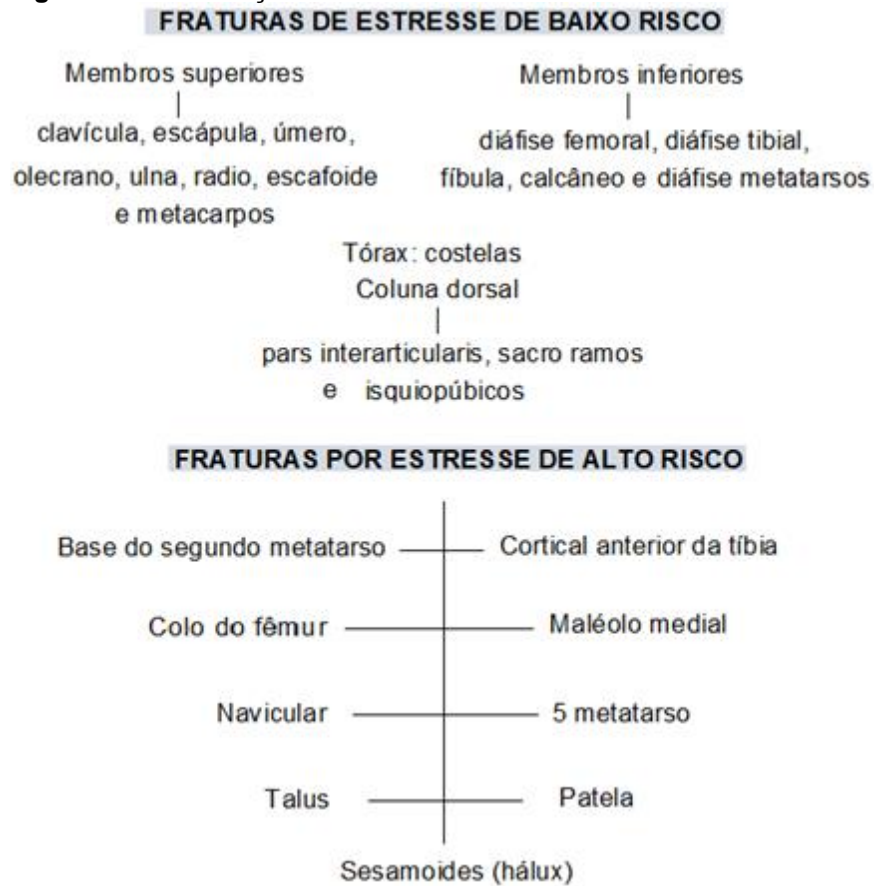 FRATURAS DE ESTRESSE DE BAIXO RISCO
Membros superiores
clavícula, escápula, úmero,
olecrano, ulna, radio, escafoide
e metacarpos
Membros inferiores
diáfise femoral, diáfise tibial,
fíbula, calcâneo e diáfise metatarsos
Tórax: costelas
Coluna dorsal
pars interarticularis, sacro ramos
e isquiopúbicos
FRATURAS POR ESTRESSE DE ALTO RISCO
Base do segundo metatarso
Cortical anterior da tíbia
Colo do fêmur
Maléolo medial
Navicular
5 metatarso
Talus
Patela
Sesamoides (hálux)